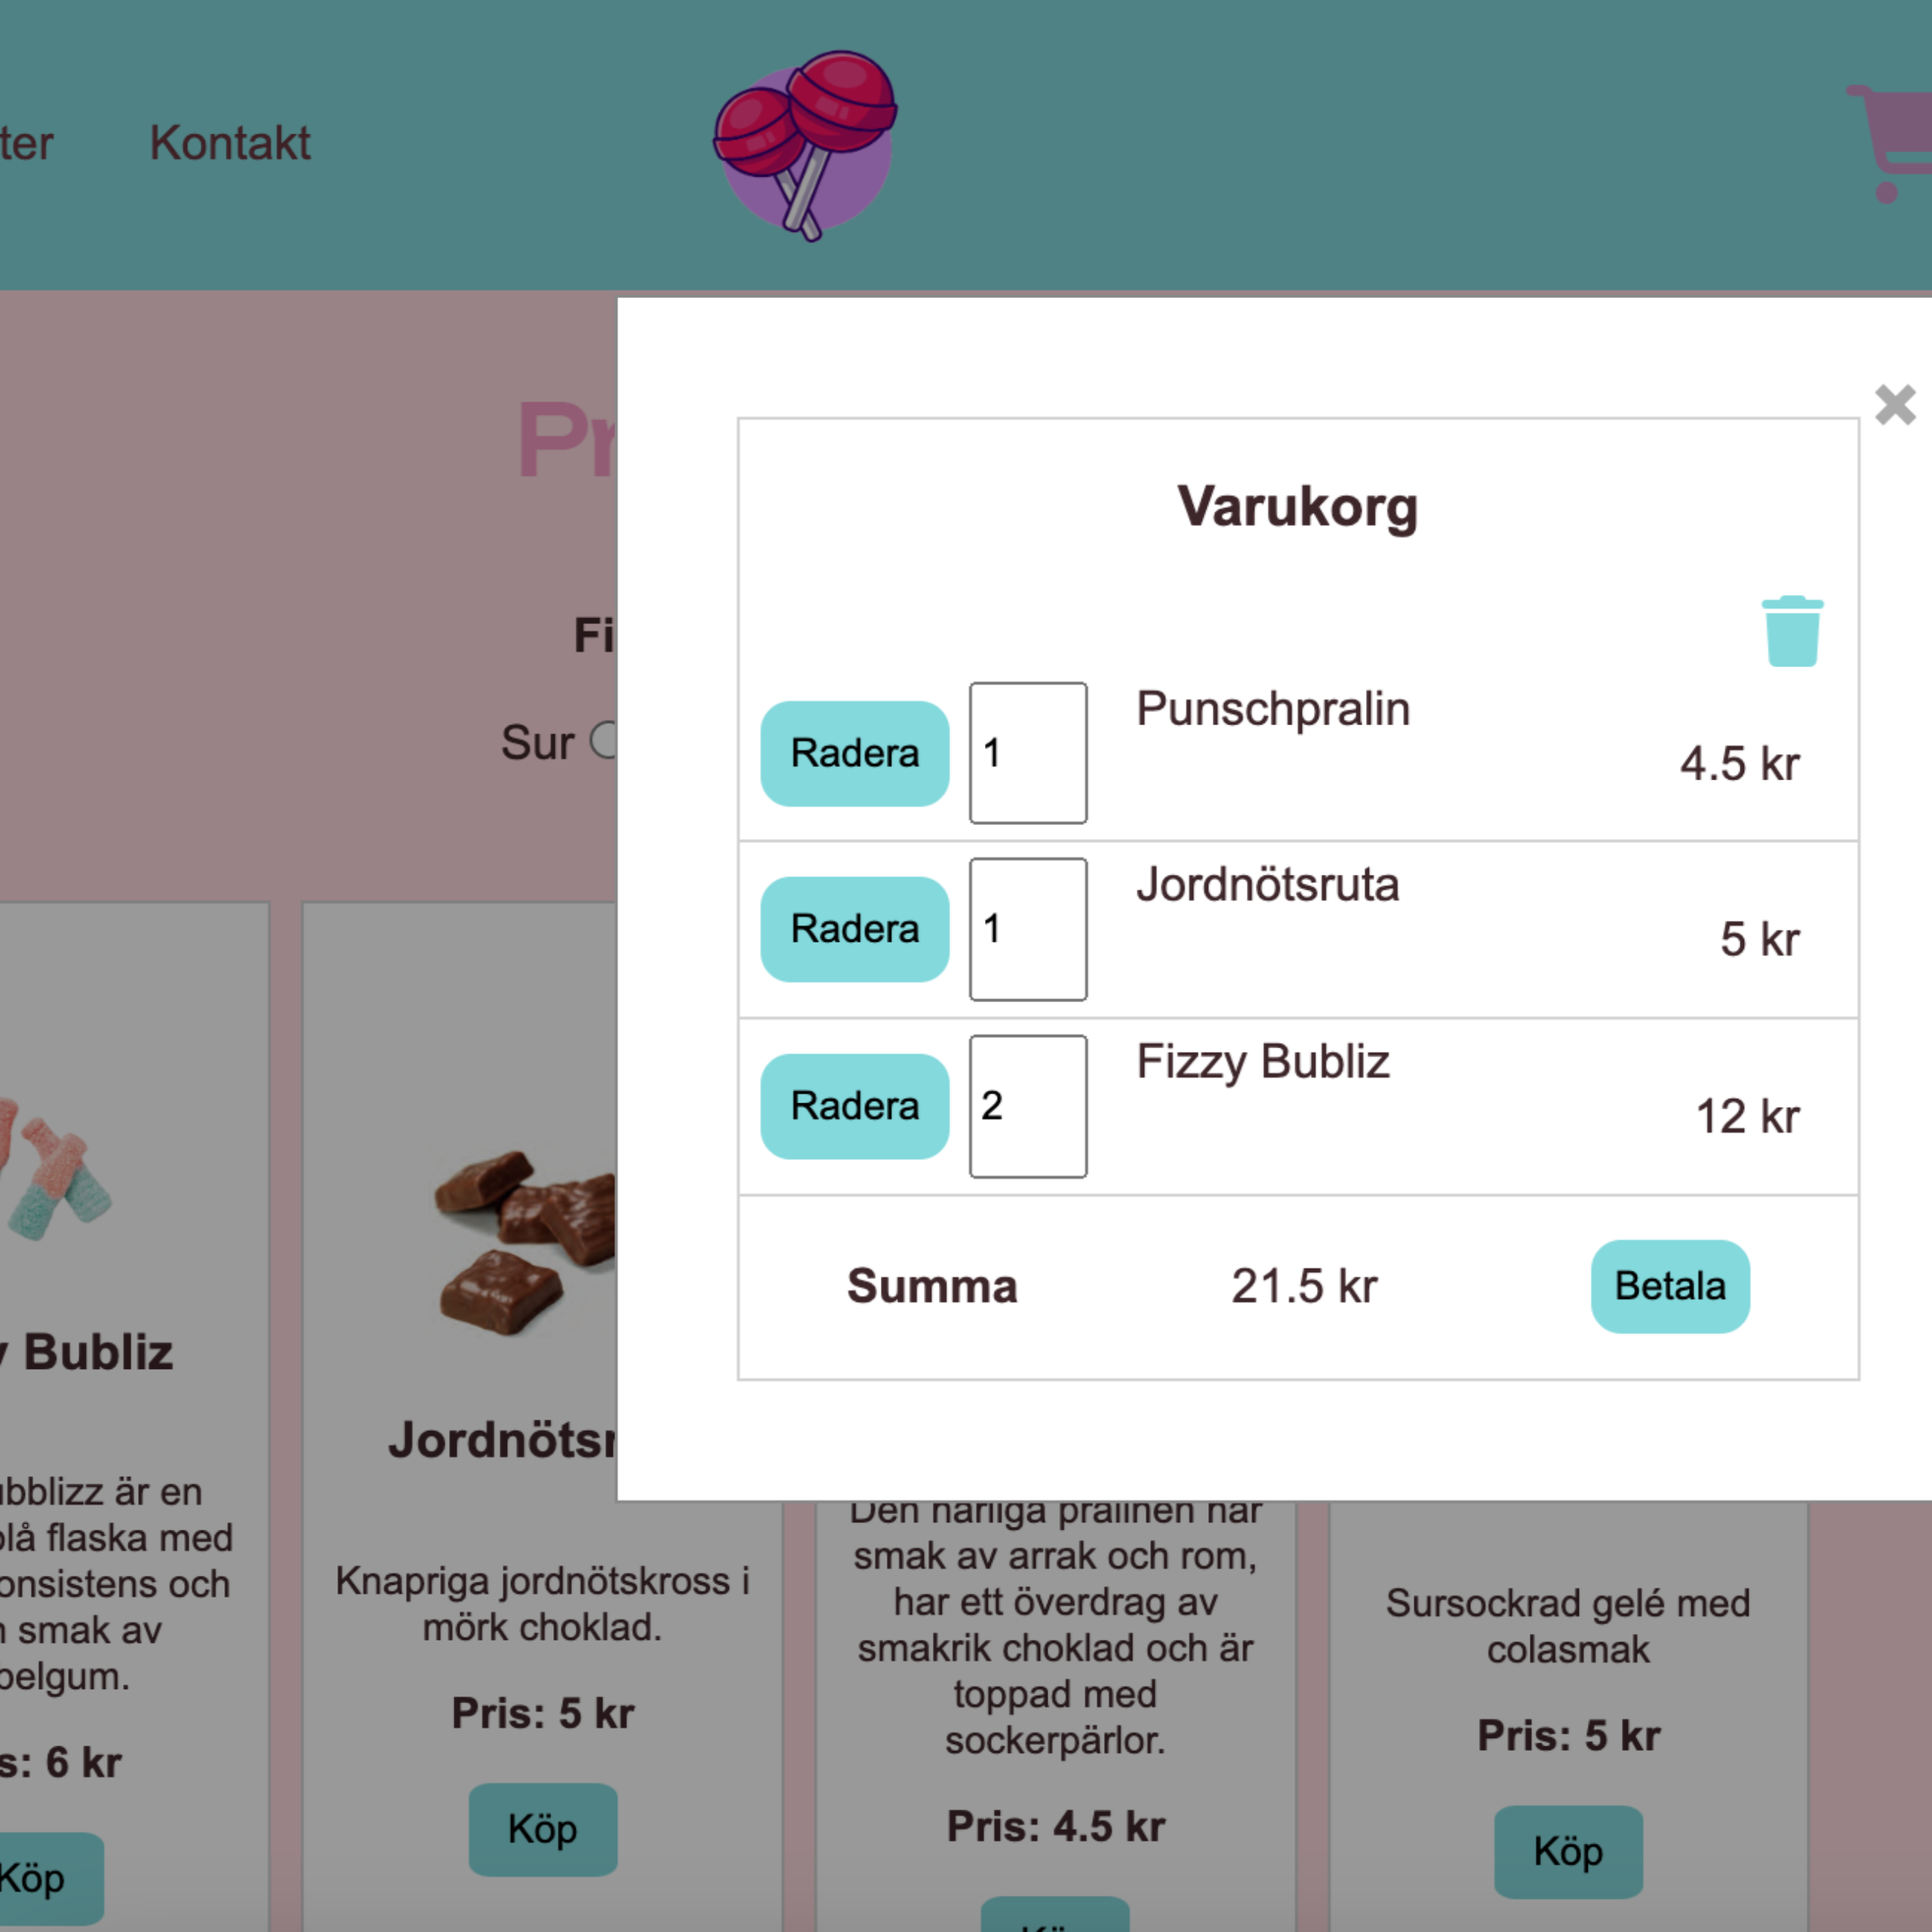 ter Kontakt
Pr
Varukorg
Fi
Sur
Radera 1 Punschpralin
4.5 kr
Radera 1 Jordnötsruta
5 kr
Radera 2 Fizzy Bubliz
12 kr
Summa 21.5 kr Betala
y Bubliz
ubblizz är en
blå flaska med
onsistens och
n smak av
belgum.
s: 6 kr
Köp
Jordnötsr
Knapriga jordnötskross i
mörk choklad.
Pris: 5 kr
Köp
Den härliga pralinen har
smak av arrak och rom,
har ett överdrag av
smakrik choklad och är
toppad med
sockerpärlor.
Pris: 4.5 kr
Köp
Sursockrad gelé med
colasmak
Pris: 5 kr
Köp